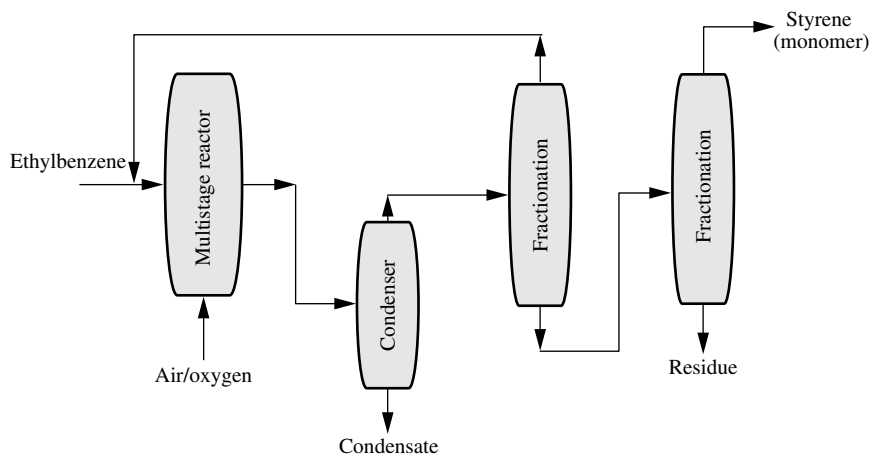 Styrene
(monomer)
Ethylbenzene
Multistage reactor
Condenser
Fractionation
Fractionation
Air/oxygen
Residue
Condensate